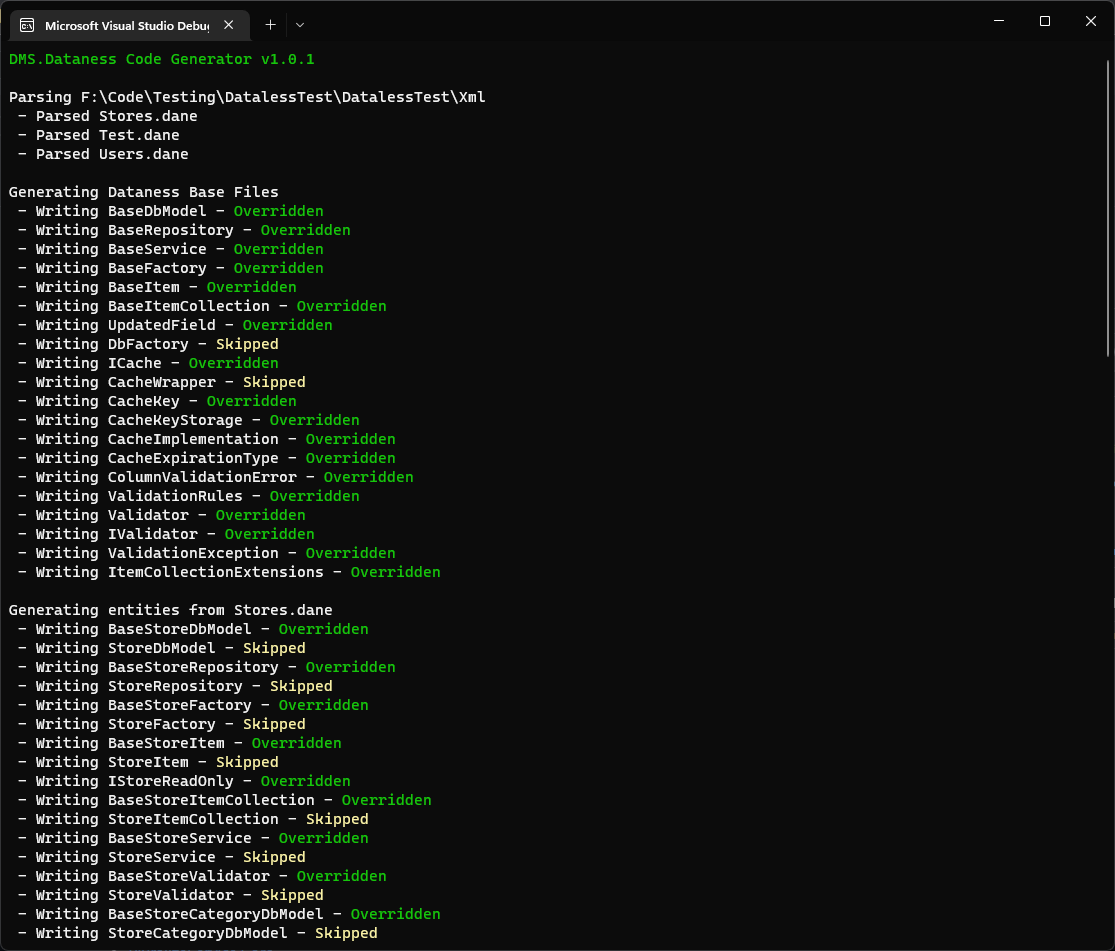 Microsoft Visual Studio Debug
DMS.Dataness Code Generator v1.0.1
Parsing F:\Code\Testing\DatalessTest\DatalessTest\Xml
- Parsed Stores.dane
- Parsed Test.dane
- Parsed Users.dane
Generating Dataness Base Files
- Writing BaseDbModel - Overridden
- Writing BaseRepository - Overridden
- Writing BaseService - Overridden
- Writing BaseFactory - Overridden
- Writing BaseItem - Overridden
- Writing BaseItemCollection - Overridden
- Writing UpdatedField - Overridden
- Writing DbFactory - Skipped
- Writing ICache - Overridden
- Writing CacheWrapper - Skipped
- Writing CacheKey - Overridden
- Writing CacheKeyStorage - Overridden
- Writing CacheImplementation - Overridden
- Writing CacheExpirationType - Overridden
- Writing ColumnValidationError - Overridden
- Writing ValidationRules - Overridden
- Writing Validator - Overridden
- Writing IValidator - Overridden
- Writing ValidationException - Overridden
- Writing ItemCollectionExtensions - Overridden
Generating entities from Stores.dane
- Writing BaseStoreDbModel - Overridden
- Writing StoreDbModel - Skipped
- Writing BaseStoreRepository - Overridden
- Writing StoreRepository - Skipped
- Writing BaseStoreFactory - Overridden
- Writing StoreFactory - Skipped
- Writing BaseStoreItem - Overridden
- Writing StoreItem - Skipped
- Writing IStoreReadOnly - Overridden
- Writing BaseStoreItemCollection - Overridden
- Writing StoreItemCollection - Skipped
- Writing BaseStoreService - Overridden
- Writing StoreService - Skipped
- Writing BaseStoreValidator - Overridden
- Writing StoreValidator - Skipped
- Writing BaseStoreCategoryDbModel - Overridden
- Writing StoreCategoryDbModel - Skipped